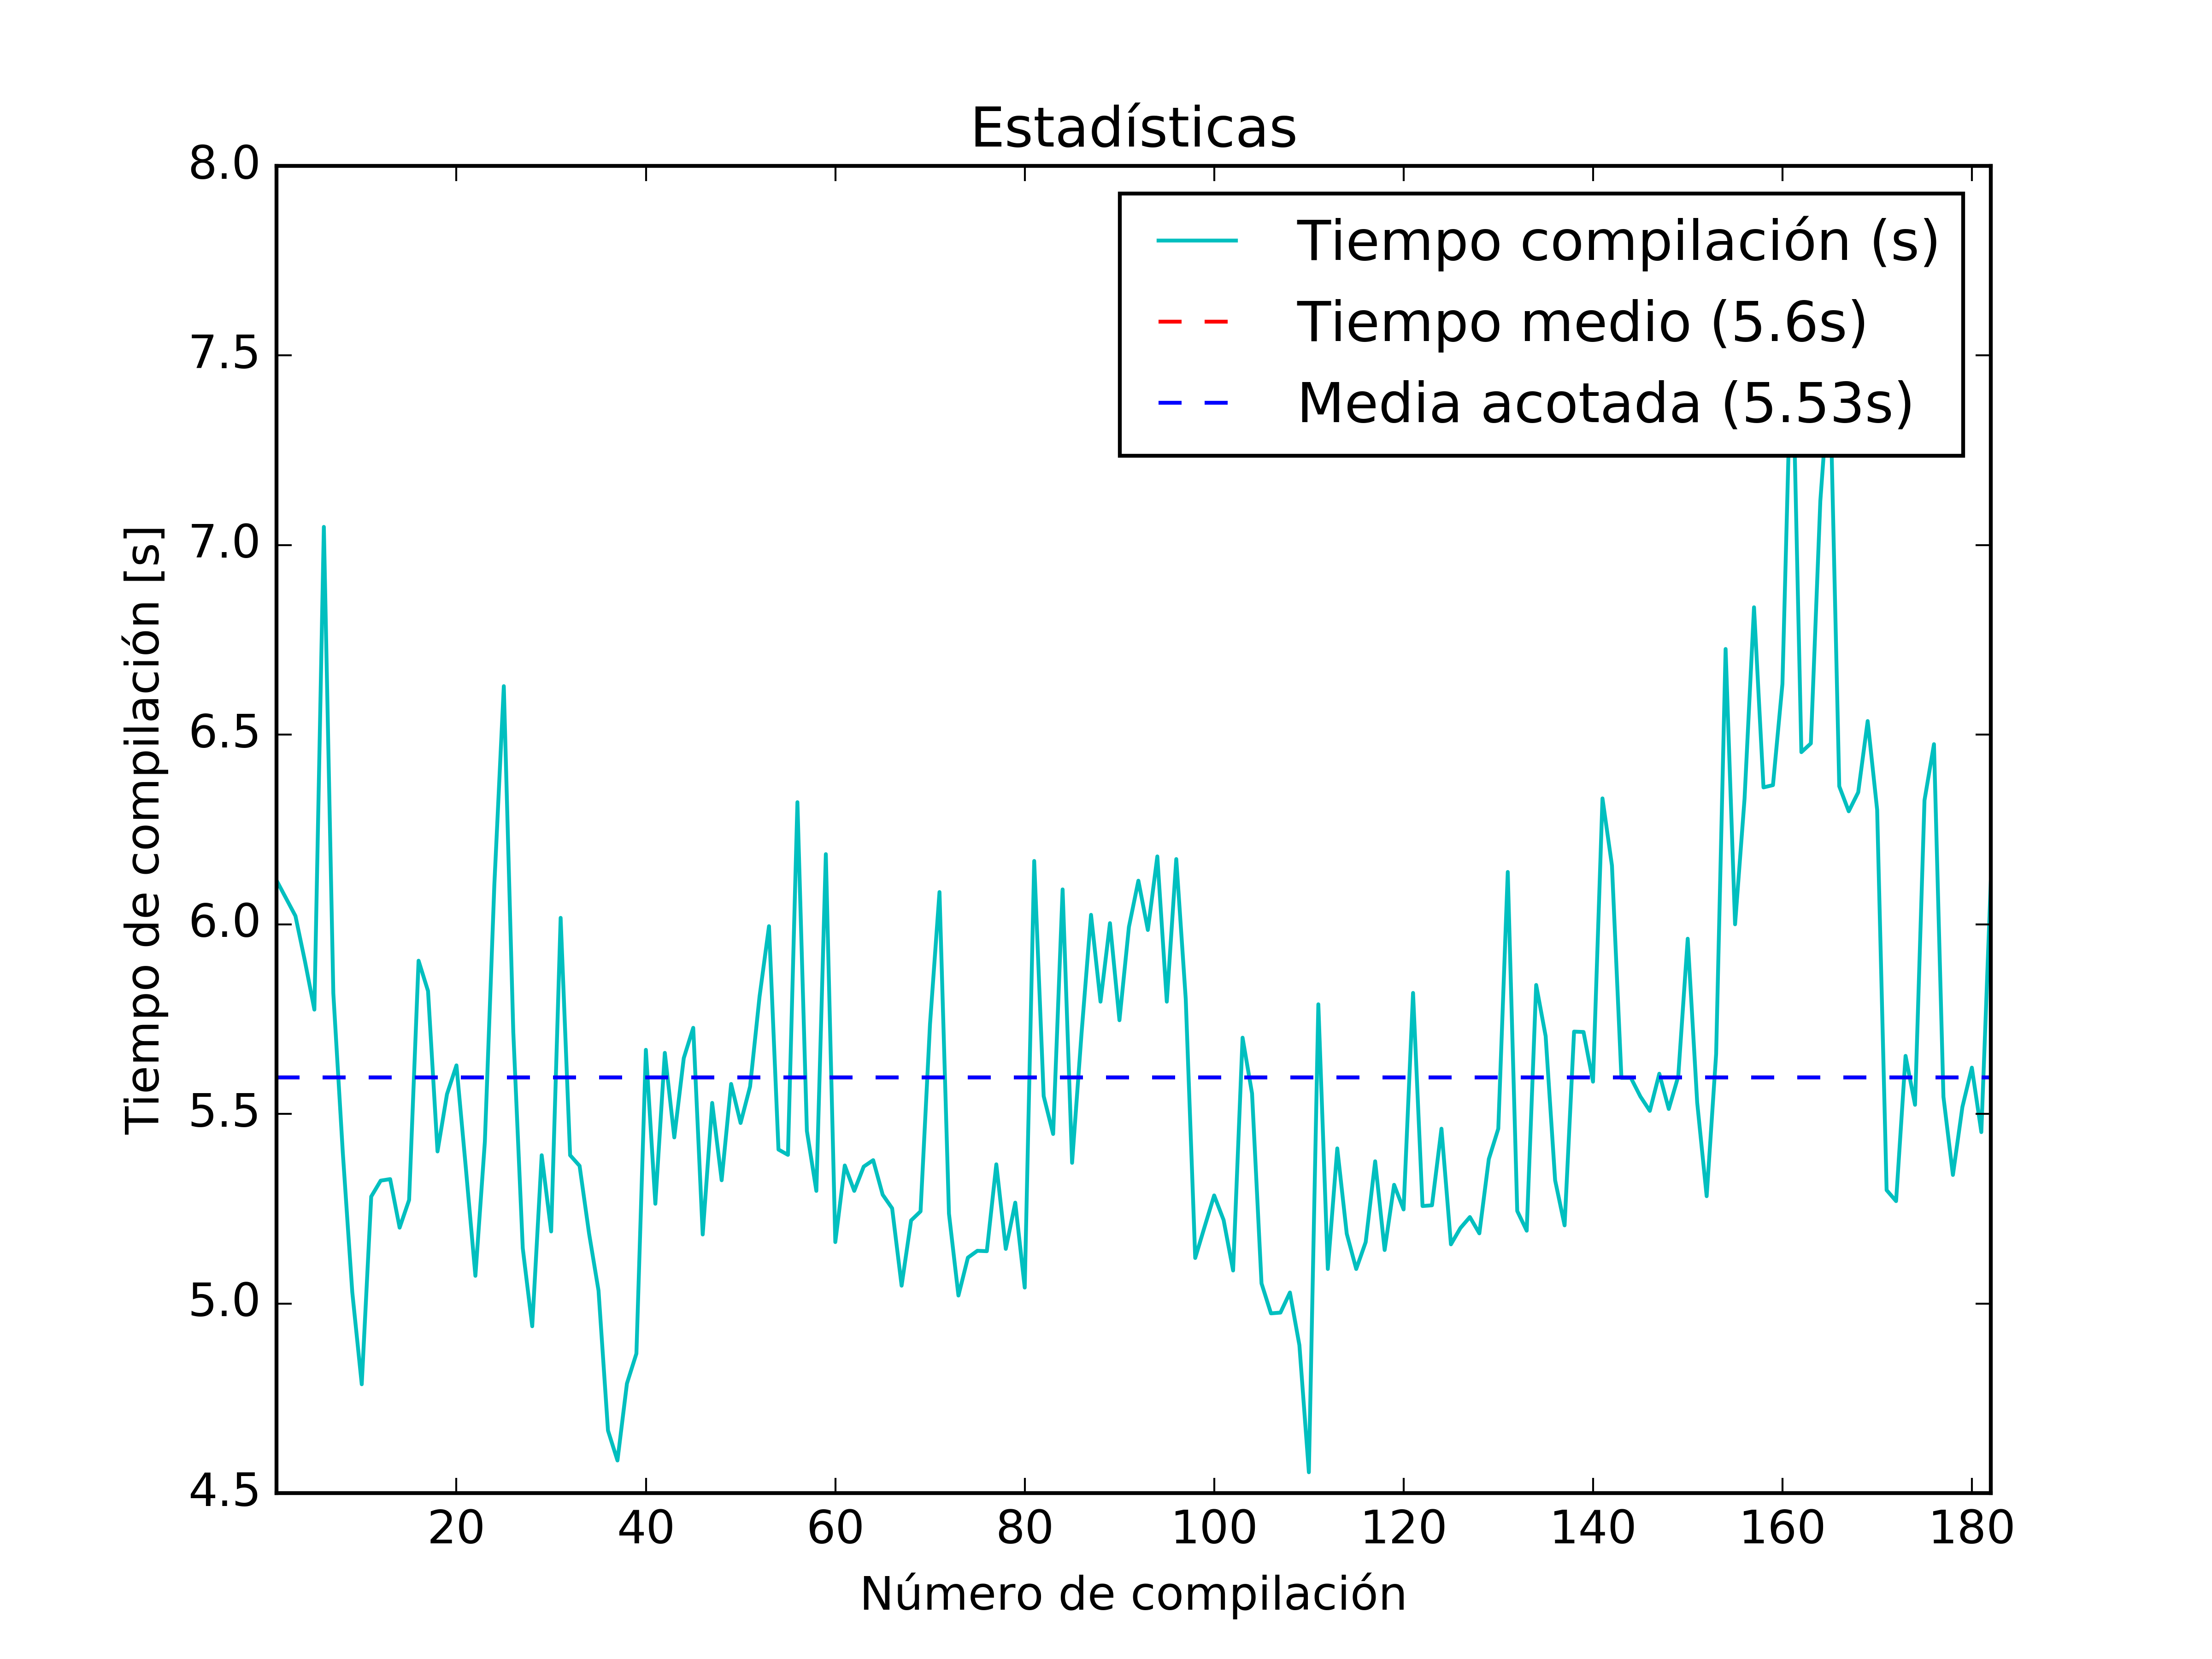 Estadísticas
8.0
7.5
7.0
6.5
6.0
5.5
5.0
4.5
Tiempo de compilación [s]
Tiempo compilación (s)
Tiempo medio (5.6s)
Media acotada (5.53s)
20 40 60 80 100 120 140 160 180
Número de compilación